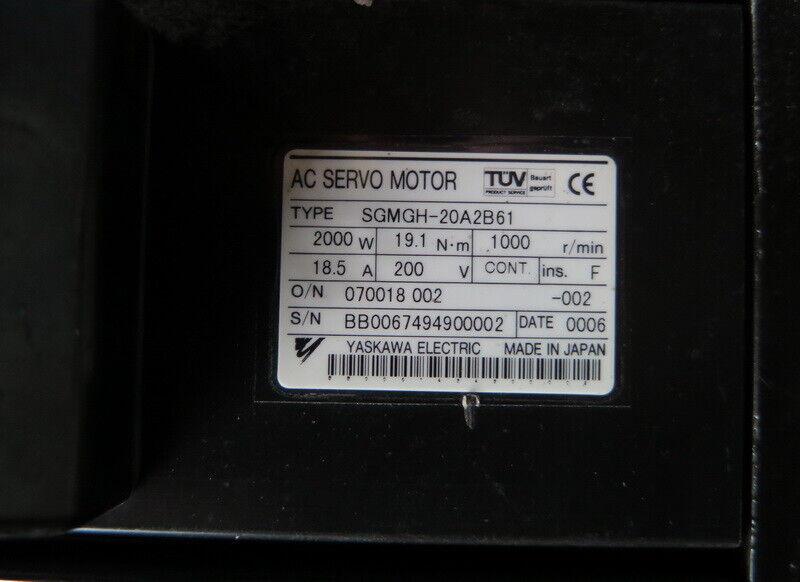 AC SERVO MOTOR TÜV PRODUCT SERVICE Bauart geprüft CE
TYPE SGMGH-20A2B61
2000 W 19.1 N·m 1000 r/min
18.5 A 200 V CONT. ins. F
O/N 070018 002 -002
S/N BB0067494900002 DATE 0006
YASKAWA ELECTRIC MADE IN JAPAN